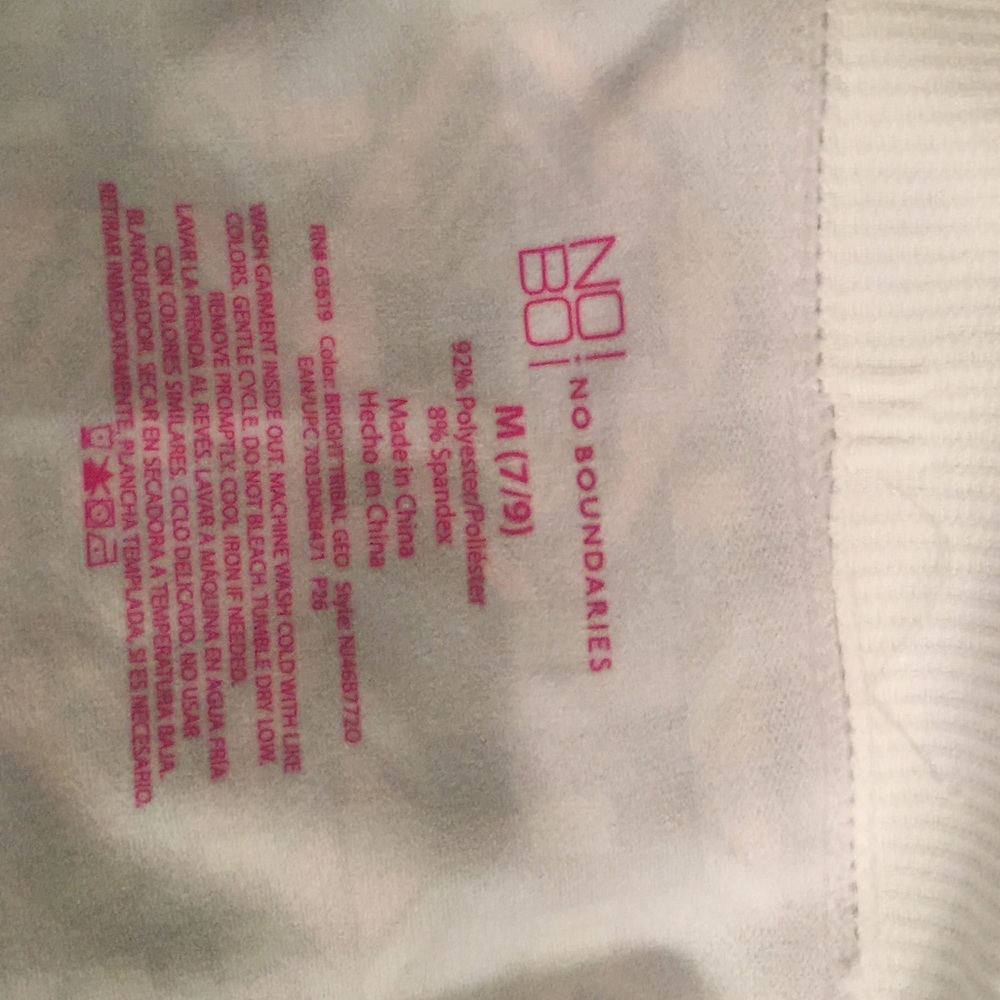 NO
BO
NO BOUNDARIES
M (7/9)
92% Polyester/Poliéster
8% Spandex
Made in China
Hecho en China
RN# 63619 Color: BRIGHT TRIBAL GEO Style: NJ4687720
EAN/UPC 7030408471 P26
WASH GARMENT INSIDE OUT. MACHINE WASH COLD WITH LIKE
COLORS. GENTLE CYCLE. DO NOT BLEACH. TUMBLE DRY LOW.
REMOVE PROMPTLY. COOL IRON IF NEEDED.
LAVAR LA PRENDA AL REVÉS. LAVAR A MÁQUINA EN AGUA FRÍA
CON COLORES SIMILARES. CICLO DELICADO. NO USAR
BLANQUEADOR. SECAR EN SECADORA A TEMPERATURA BAJA.
RETIRAR INMEDIATAMENTE. PLANCHA TEMPLADA, SI ES NECESARIO.